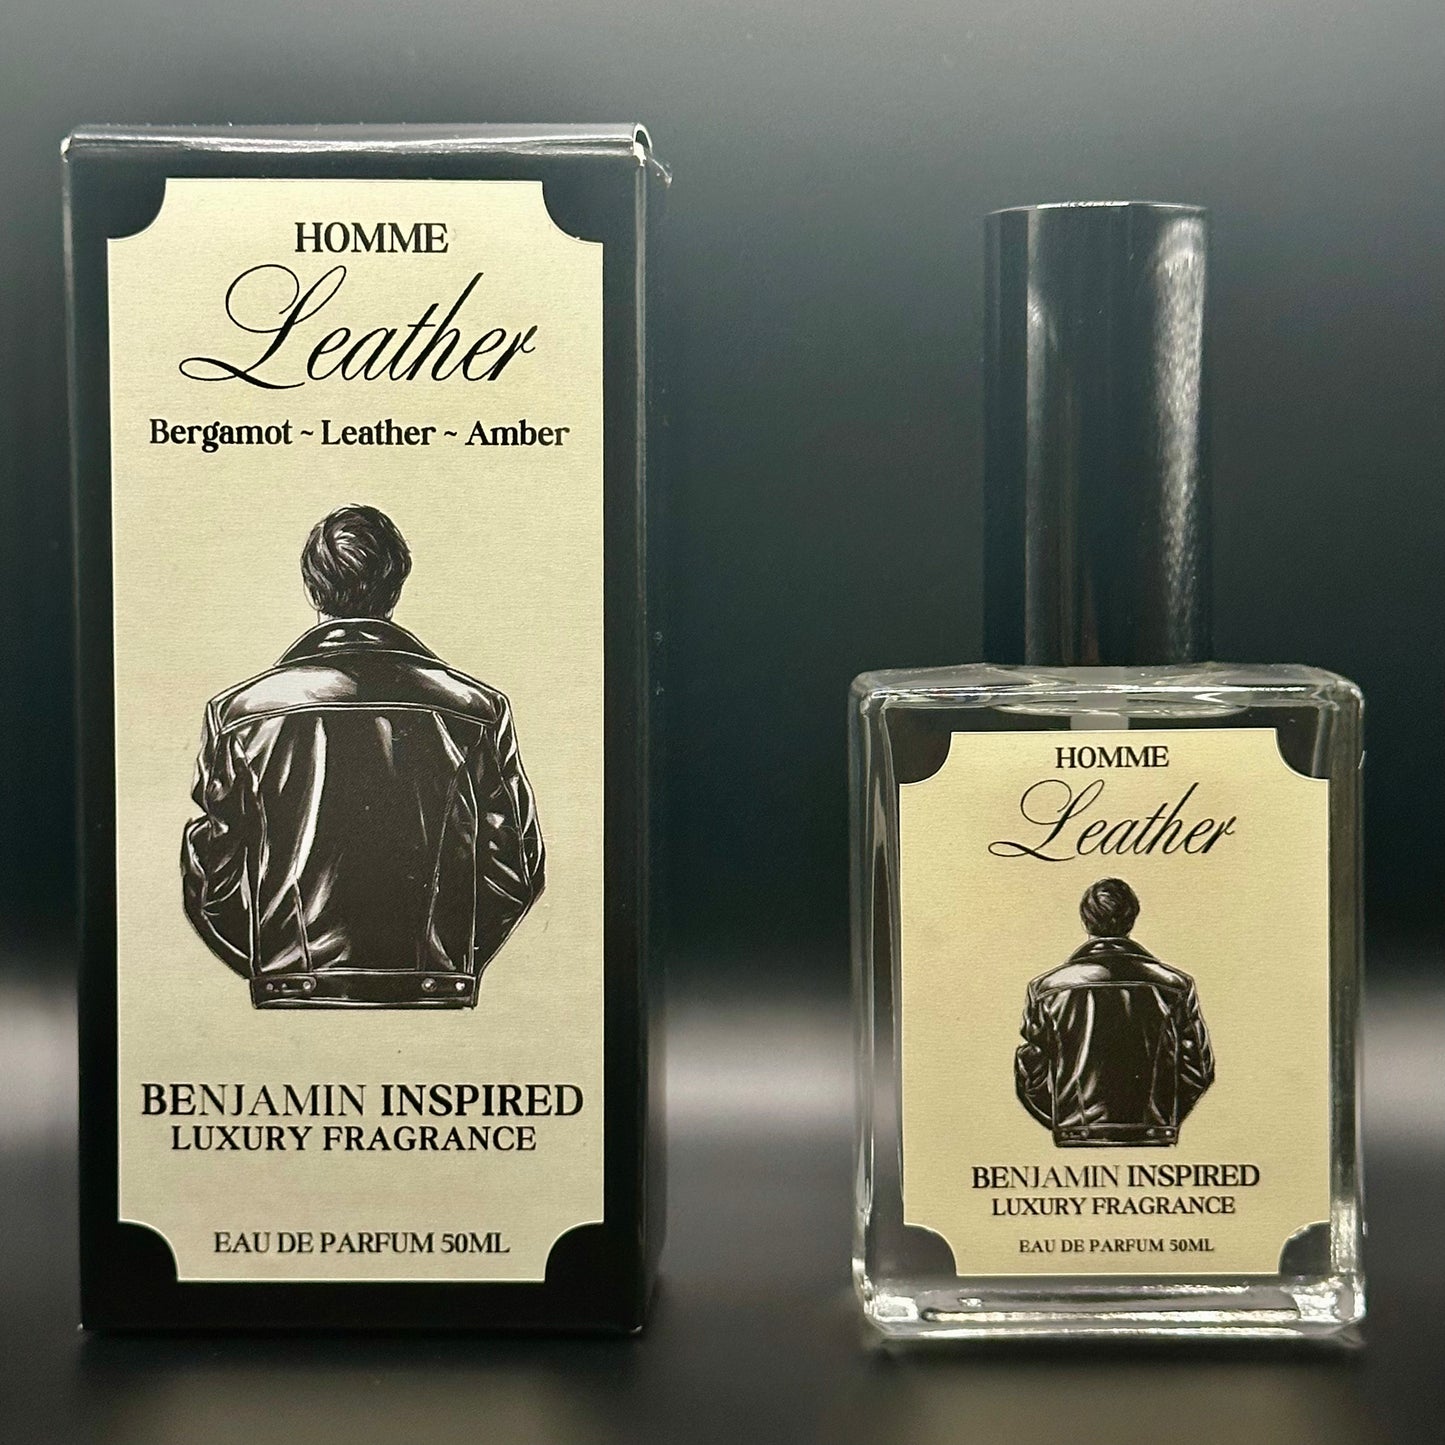 HOMME
Leather
Bergamot ~ Leather ~ Amber
BENJAMIN INSPIRED
LUXURY FRAGRANCE
EAU DE PARFUM 50ML
HOMME
Leather
BENJAMIN INSPIRED
LUXURY FRAGRANCE
EAU DE PARFUM 50ML